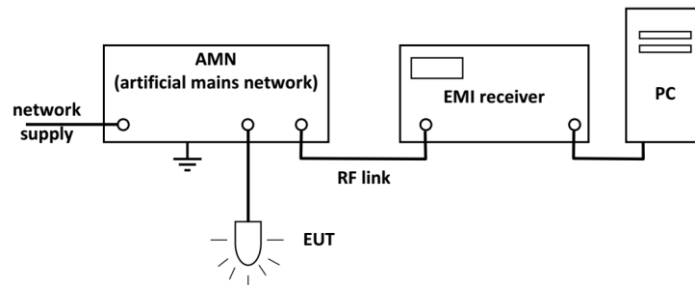 AMN
(artificial mains network)
EMI receiver
PC
network
supply
RF link
EUT